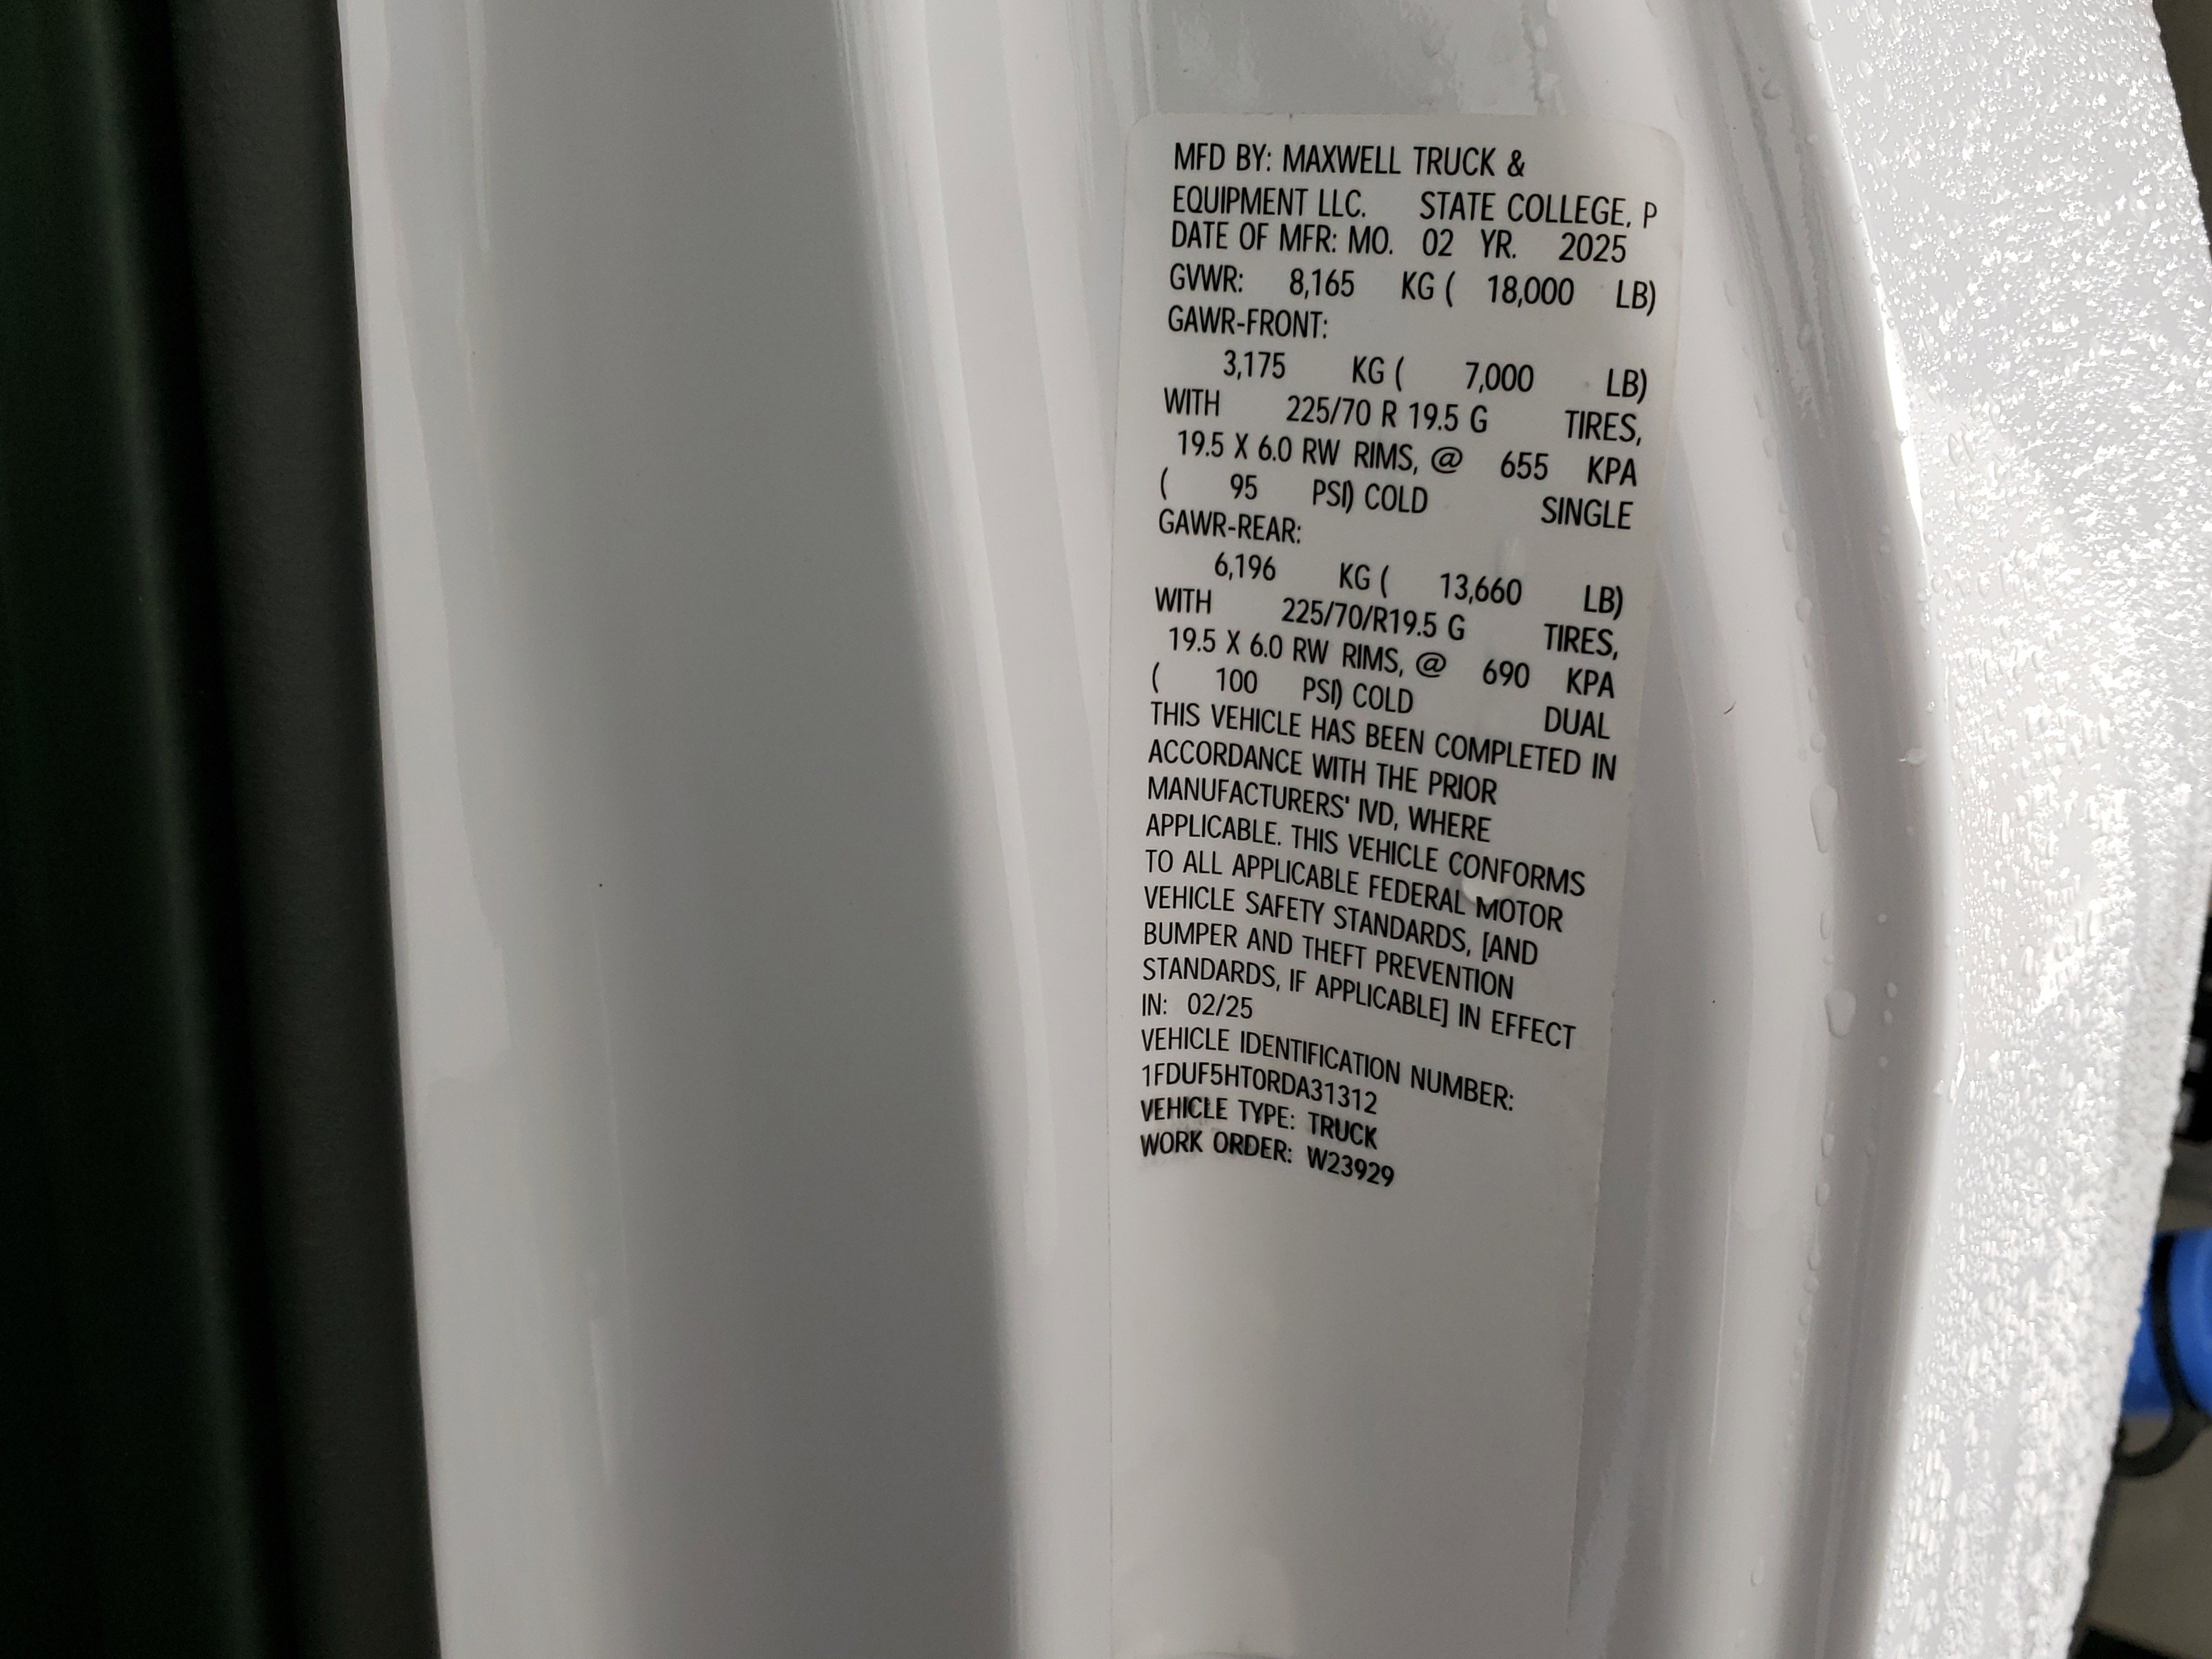 MFD BY: MAXWELL TRUCK &
EQUIPMENT LLC. STATE COLLEGE, P
DATE OF MFR: MO. 02 YR. 2025
GVWR: 8,165 KG ( 18,000 LB)
GAWR-FRONT:
3,175 KG ( 7,000 LB)
WITH 225/70 R 19.5 G TIRES,
19.5 X 6.0 RW RIMS, @ 655 KPA
( 95 PSI) COLD SINGLE
GAWR-REAR:
6,196 KG ( 13,660 LB)
WITH 225/70/R19.5 G TIRES,
19.5 X 6.0 RW RIMS, @ 690 KPA
( 100 PSI) COLD DUAL
THIS VEHICLE HAS BEEN COMPLETED IN
ACCORDANCE WITH THE PRIOR
MANUFACTURERS' IVD, WHERE
APPLICABLE. THIS VEHICLE CONFORMS
TO ALL APPLICABLE FEDERAL MOTOR
VEHICLE SAFETY STANDARDS, [AND
BUMPER AND THEFT PREVENTION
STANDARDS, IF APPLICABLE] IN EFFECT
IN: 02/25
VEHICLE IDENTIFICATION NUMBER:
1FDUF5HT0RDA31312
VEHICLE TYPE: TRUCK
WORK ORDER: W23929